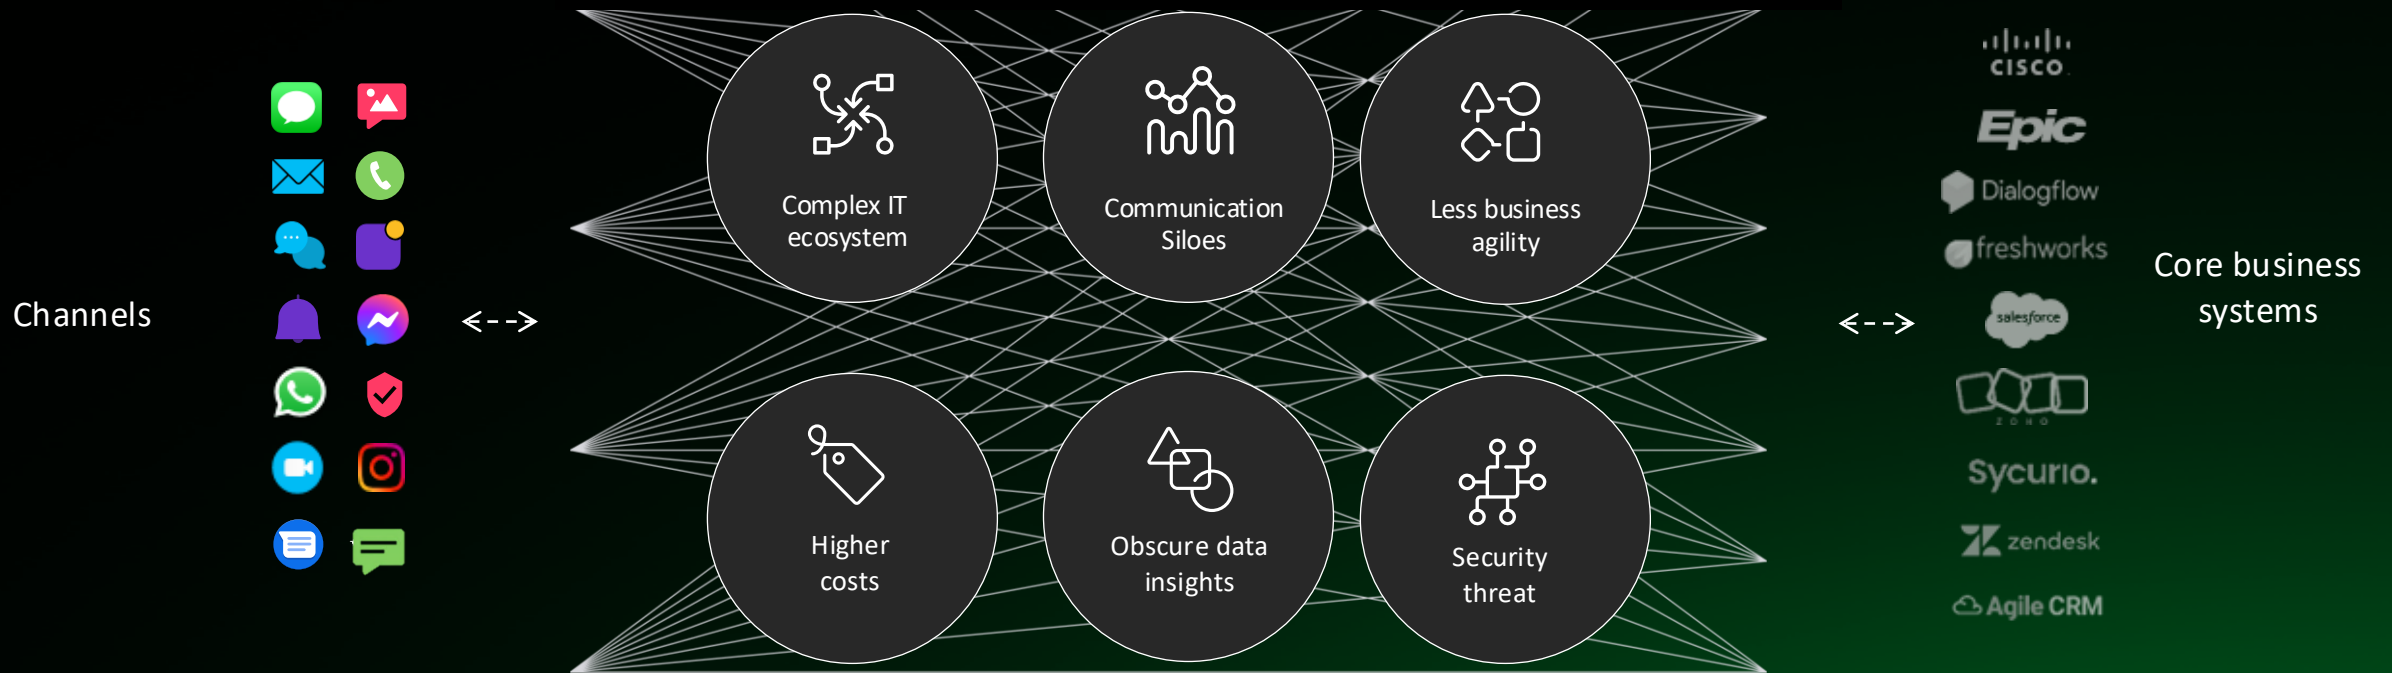 Channels
Complex IT
ecosystem
Communication
Siloes
Less business
agility
Higher
costs
Obscure data
insights
Security
threat
CISCO
Epic
Dialogflow
freshworks
salesforce
ZOHO
Sycurio.
zendesk
Agile CRM
Core business
systems